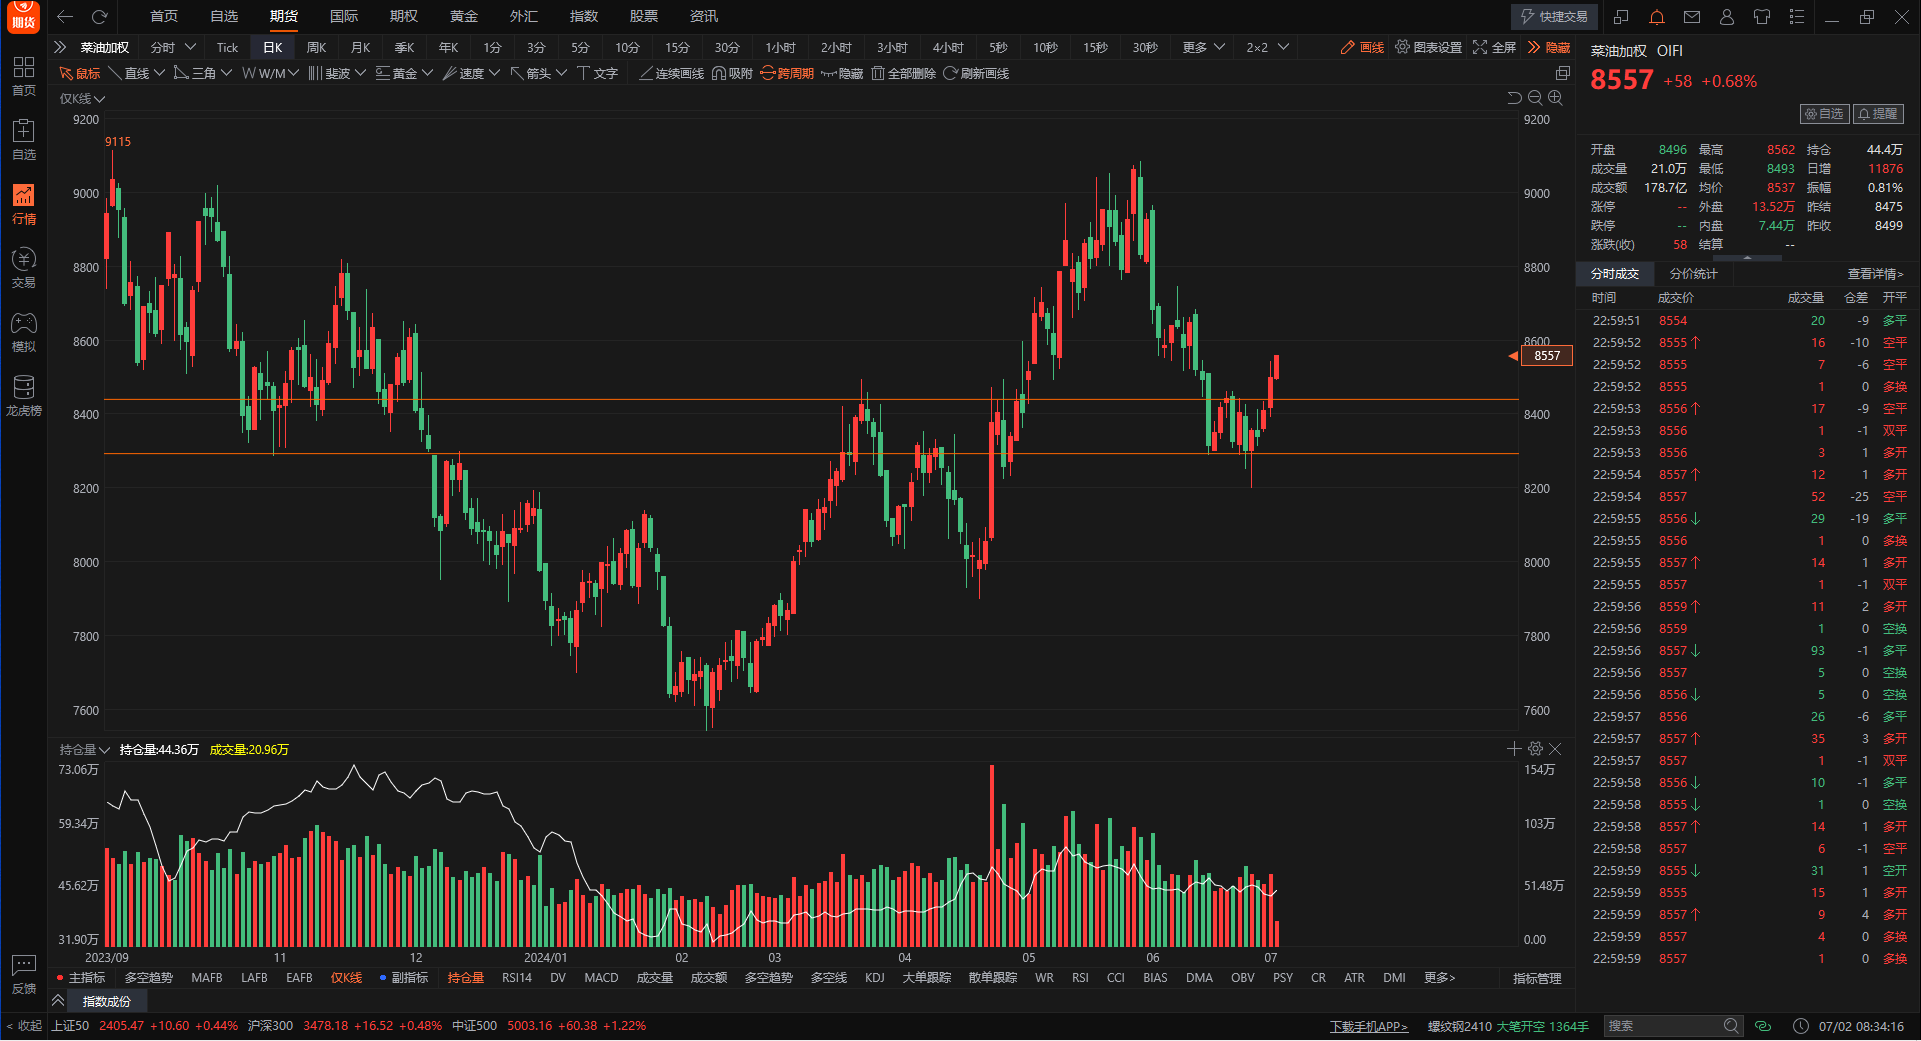 期货 首页 自选 期货 国际 期权 黄金 外汇 指数 股票 资讯 快捷交易
菜油加权 分时 Tick 日K 周K 月K 季K 年K 1分 3分 5分 10分 15分 30分 1小时 2小时 3小时 4小时 5秒 10秒 15秒 30秒 更多 2×2 画线 图表设置 全屏 隐藏
鼠标 直线 三角 W/M 斐波 黄金 速度 箭头 文字 连续画线 吸附 跨周期 隐藏 全部删除 刷新画线
首页
自选
行情
交易
模拟
龙虎榜
反馈
< 收起
仅K线
9200 9200
9115
9000 9000
8800 8800
8600 8600
8557
8400 8400
8200 8200
8000 8000
7800 7800
7600 7600
持仓量 持仓量:44.36万 成交量:20.96万
73.06万 154万
59.34万 103万
45.62万 51.48万
31.90万 0.00
2023/09 11 12 2024/01 02 03 04 05 06 07
主指标 多空趋势 MAFB LAFB EAFB 仅K线 副指标 持仓量 RSI14 DV MACD 成交量 成交额 多空趋势 多空线 KDJ 大单跟踪 散单跟踪 WR RSI CCI BIAS DMA OBV PSY CR ATR DMI 更多> 指标管理
指数成份
菜油加权 OIFI
8557 +58 +0.68%
自选 提醒
开盘 8496 最高 8562 持仓 44.4万
成交量 21.0万 最低 8493 日增 11876
成交额 178.7亿 均价 8537 振幅 0.81%
涨停 -- 外盘 13.52万 昨结 8475
跌停 -- 内盘 7.44万 昨收 8499
涨跌(收) 58 结算 --
分时成交 分价统计 查看详情>
时间 成交价 成交量 仓差 开平
22:59:51 8554 20 -9 多平
22:59:52 8555↑ 16 -10 空平
22:59:52 8555 7 -6 空平
22:59:52 8555 1 0 多换
22:59:53 8556↑ 17 -9 空平
22:59:53 8556 1 -1 双平
22:59:53 8556 3 1 多开
22:59:54 8557↑ 12 1 多开
22:59:54 8557 52 -25 空平
22:59:55 8556↓ 29 -19 多平
22:59:55 8556 1 0 多换
22:59:55 8557↑ 14 1 多开
22:59:55 8557 1 -1 双平
22:59:56 8559↑ 11 2 多开
22:59:56 8559 1 0 空换
22:59:56 8557↓ 93 -1 多平
22:59:56 8557 5 0 空换
22:59:56 8556↓ 5 0 空换
22:59:57 8556 26 -6 多平
22:59:57 8557↑ 35 3 多开
22:59:57 8557 1 -1 双平
22:59:58 8556↓ 10 -1 多平
22:59:58 8555↓ 1 0 空换
22:59:58 8557↑ 14 1 多开
22:59:58 8557 6 -1 空平
22:59:59 8555↓ 31 1 空开
22:59:59 8555 15 1 多开
22:59:59 8557↑ 9 4 多开
22:59:59 8557 4 0 多换
22:59:59 8557 1 0 多换
上证50 2405.47 +10.60 +0.44% 沪深300 3478.18 +16.52 +0.48% 中证500 5003.16 +60.38 +1.22% 下载手机APP> 螺纹钢2410 大笔开空 1364手 搜索 07/02 08:34:16